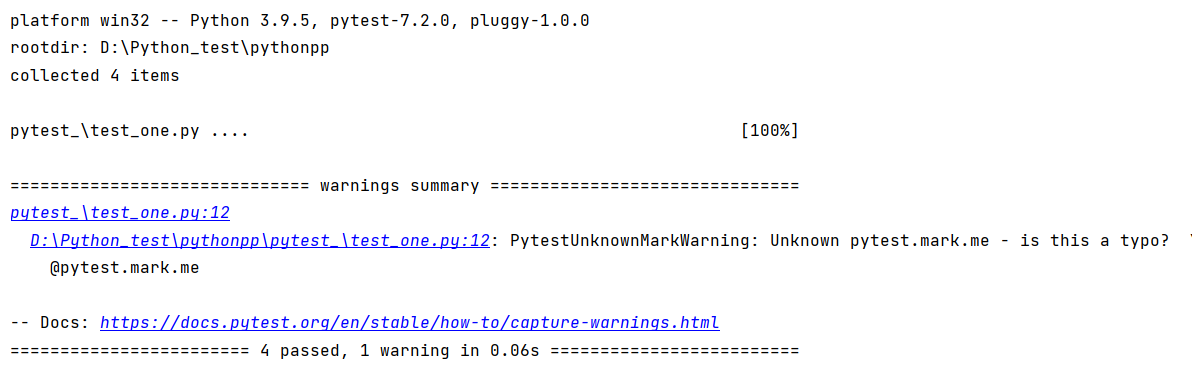 platform win32 -- Python 3.9.5, pytest-7.2.0, pluggy-1.0.0
rootdir: D:\Python_test\pythonpp
collected 4 items
pytest_\test_one.py .... [100%]
============================== warnings summary ===============================
pytest_\test_one.py:12
D:\Python_test\pythonpp\pytest_\test_one.py:12: PytestUnknownMarkWarning: Unknown pytest.mark.me - is this a typo?
@pytest.mark.me
-- Docs: https://docs.pytest.org/en/stable/how-to/capture-warnings.html
======================== 4 passed, 1 warning in 0.06s =========================